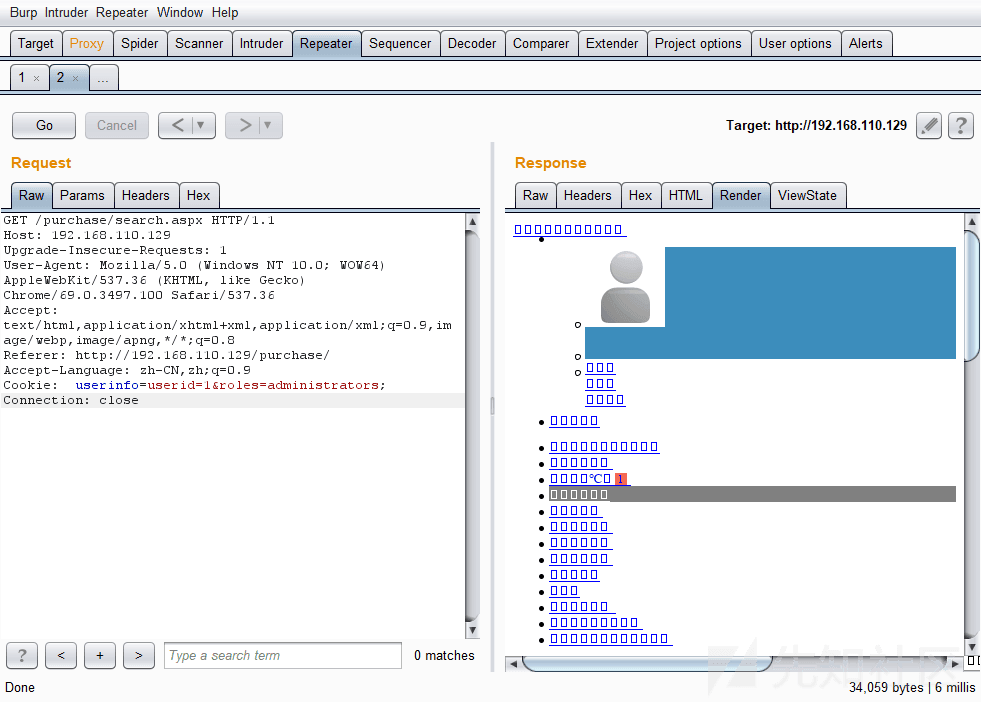 Burp Intruder Repeater Window Help
Target Proxy Spider Scanner Intruder Repeater Sequencer Decoder Comparer Extender Project options User options Alerts
1 × 2 × ...
Go Cancel < ▼ > ▼ Target: http://192.168.110.129 ?
Request
Raw Params Headers Hex
GET /purchase/search.aspx HTTP/1.1
Host: 192.168.110.129
Upgrade-Insecure-Requests: 1
User-Agent: Mozilla/5.0 (Windows NT 10.0; WOW64)
AppleWebKit/537.36 (KHTML, like Gecko)
Chrome/69.0.3497.100 Safari/537.36
Accept:
text/html,application/xhtml+xml,application/xml;q=0.9,im
age/webp,image/apng,*/*;q=0.8
Referer: http://192.168.110.129/purchase/
Accept-Language: zh-CN,zh;q=0.9
Cookie:  userinfo=userid=1&roles=administrators;
Connection: close
? < + > Type a search term 0 matches
Response
Raw Headers Hex HTML Render ViewState
℃ 1
先知社区
Done 34,059 bytes | 6 millis